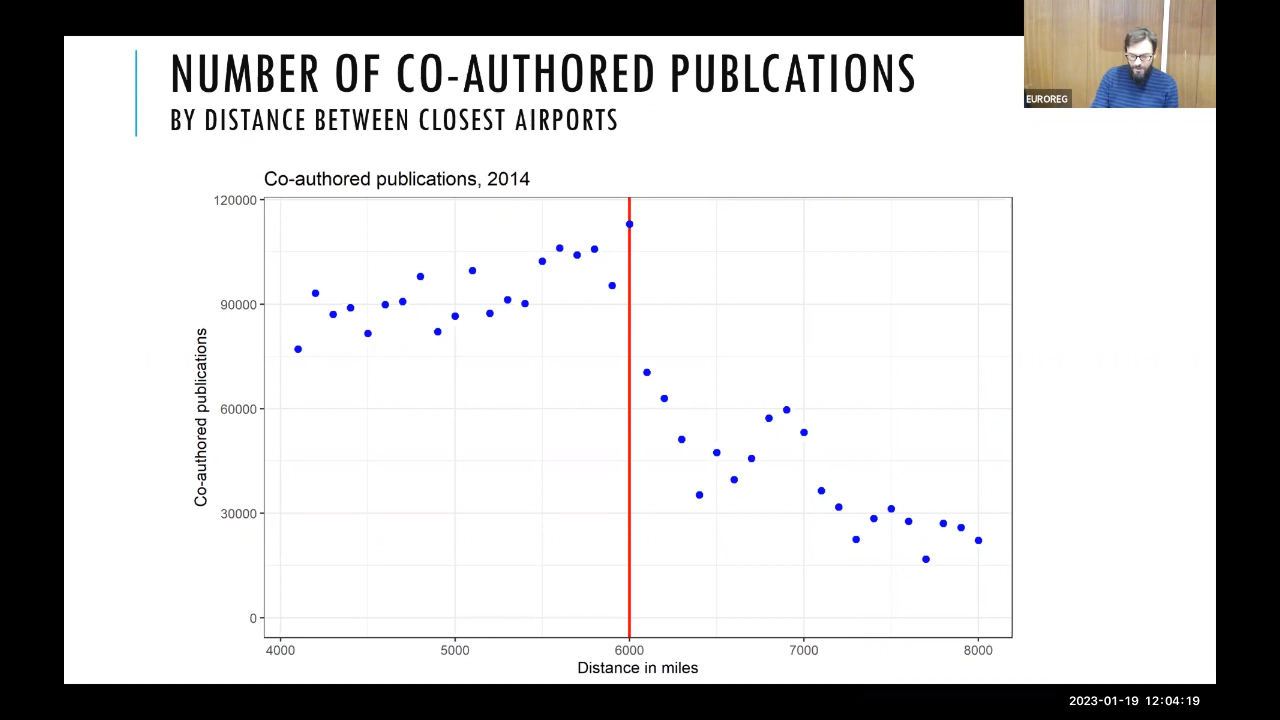 NUMBER OF CO-AUTHORED PUBLCATIONS
BY DISTANCE BETWEEN CLOSEST AIRPORTS
EUROREG
Co-authored publications, 2014
120000
90000
60000
30000
0
Co-authored publications
4000 5000 6000 7000 8000
Distance in miles
2023-01-19 12:04:19